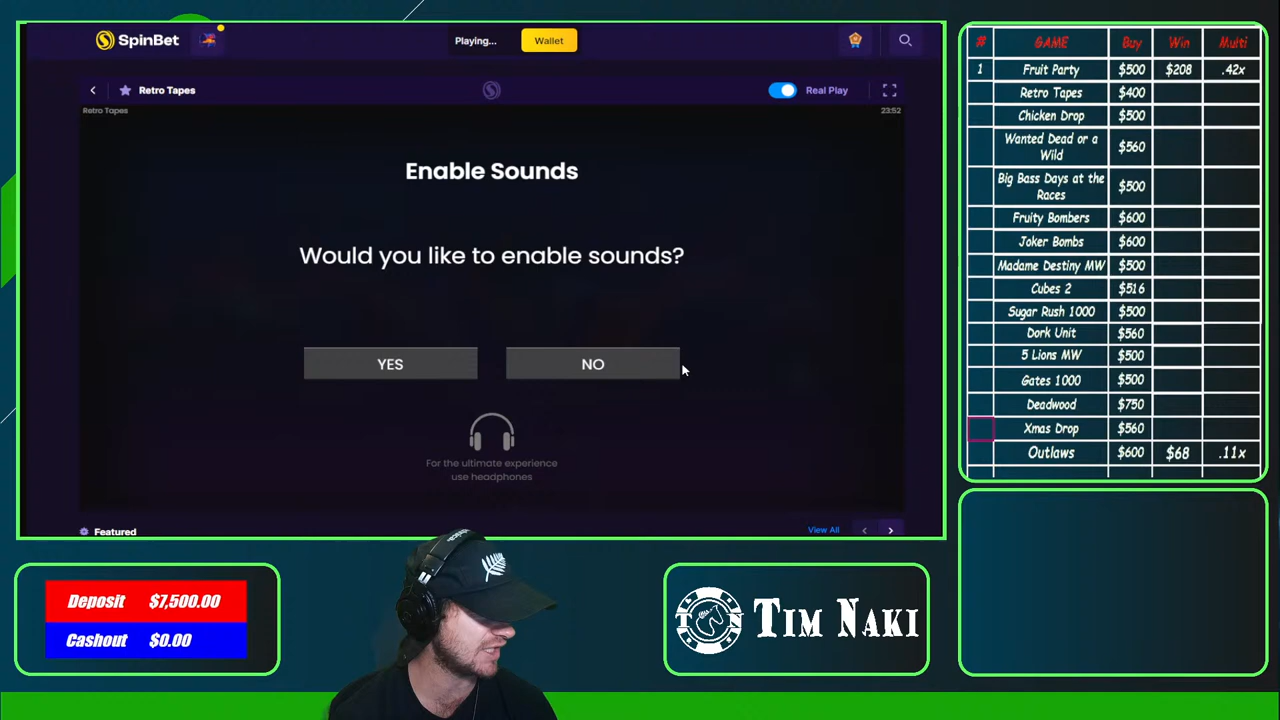 SpinBet
Playing...
Wallet
Retro Tapes
Real Play
Retro Tapes
23:52
Enable Sounds
Would you like to enable sounds?
YES
NO
For the ultimate experience
use headphones
Featured
View All
# GAME Buy Win Multi
1 Fruit Party $500 $208 .42x
Retro Tapes $400
Chicken Drop $500
Wanted Dead or a
Wild $560
Big Bass Days at the
Races $500
Fruity Bombers $600
Joker Bombs $600
Madame Destiny MW $500
Cubes 2 $516
Sugar Rush 1000 $500
Dork Unit $560
5 Lions MW $500
Gates 1000 $500
Deadwood $750
Xmas Drop $560
Outlaws $600 $68 .11x
Deposit $7,500.00
Cashout $0.00
TIM NAKI